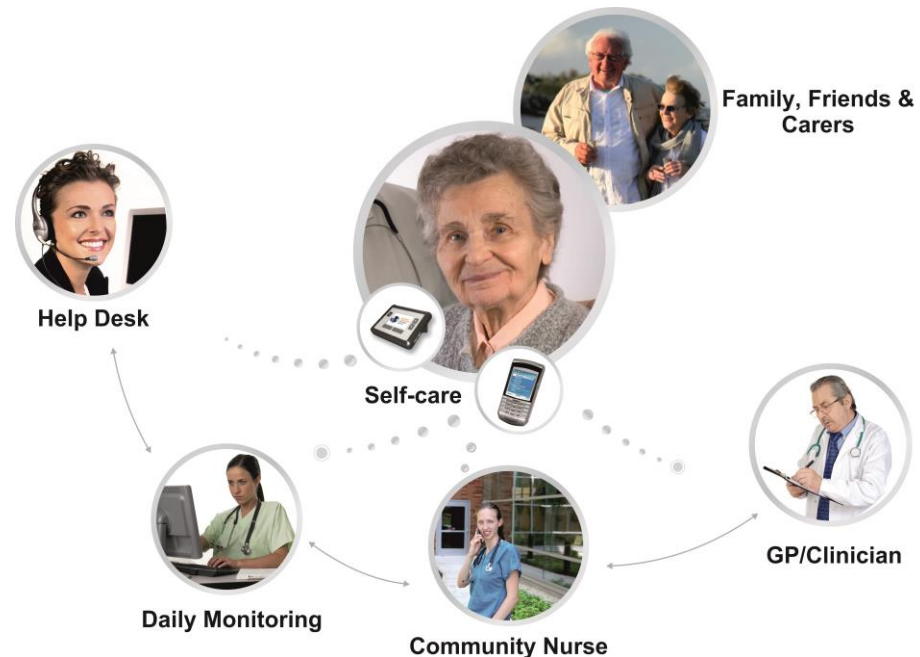 Family, Friends &
Carers
Help Desk
Self-care
GP/Clinician
Daily Monitoring
Community Nurse